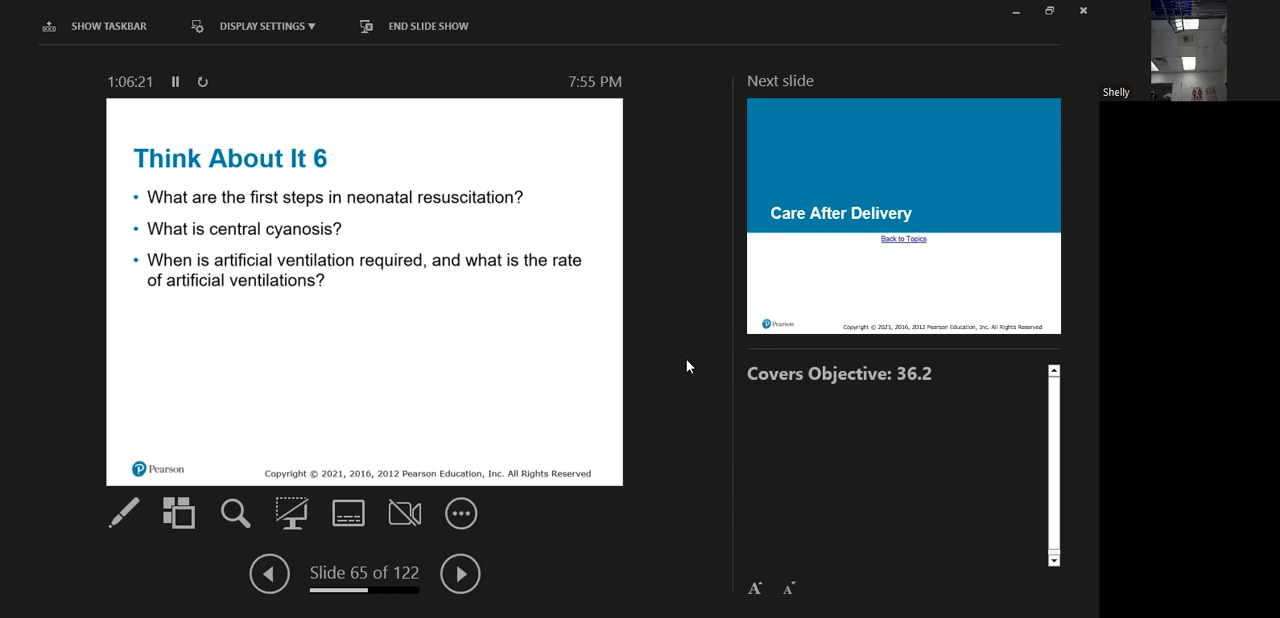 SHOW TASKBAR
DISPLAY SETTINGS ▼
END SLIDE SHOW
1:06:21
7:55 PM
Think About It 6
• What are the first steps in neonatal resuscitation?
• What is central cyanosis?
• When is artificial ventilation required, and what is the rate
of artificial ventilations?
Pearson
Copyright © 2021, 2016, 2012 Pearson Education, Inc. All Rights Reserved
Slide 65 of 122
Next slide
Care After Delivery
Back to Topics
Pearson
Copyright © 2021, 2016, 2012 Pearson Education, Inc. All Rights Reserved
Covers Objective: 36.2
A A
Shelly